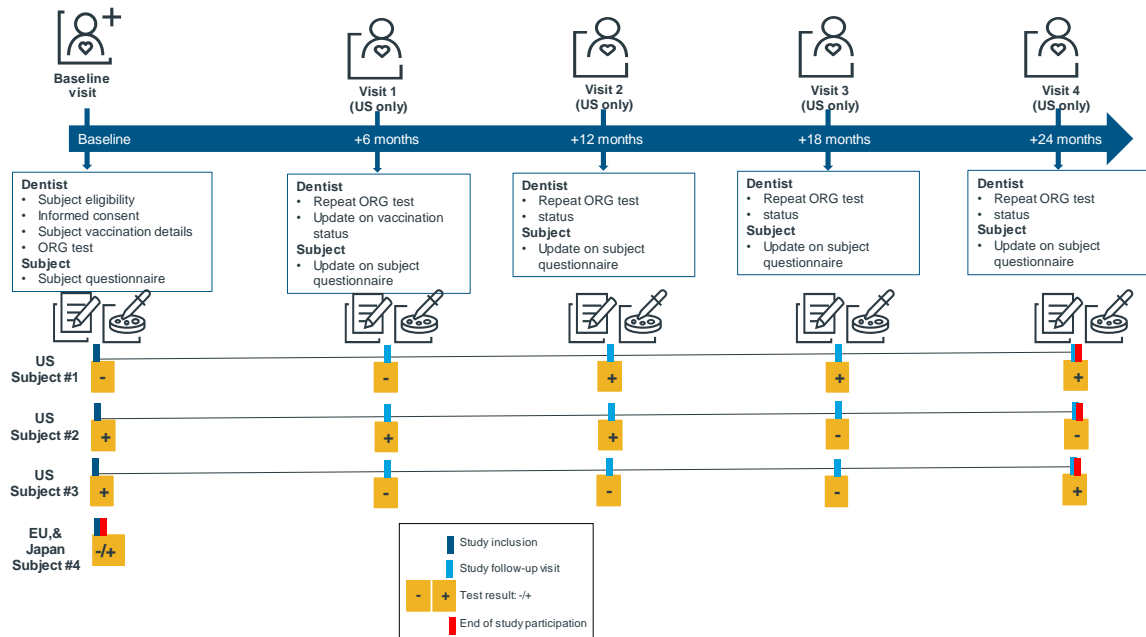 Baseline
visit
Visit 1
(US only)
Visit 2
(US only)
Visit 3
(US only)
Visit 4
(US only)
Baseline
+6 months
+12 months
+18 months
+24 months
Dentist
• Subject eligibility
• Informed consent
• Subject vaccination details
• ORG test
Subject
• Subject questionnaire
Dentist
• Repeat ORG test
• Update on vaccination
status
Subject
• Update on subject
questionnaire
Dentist
• Repeat ORG test
• status
Subject
• Update on subject
questionnaire
Dentist
• Repeat ORG test
• status
Subject
• Update on subject
questionnaire
Dentist
• Repeat ORG test
• status
Subject
• Update on subject
questionnaire
US
Subject #1
- - + + +
US
Subject #2
+ + + - -
US
Subject #3
+ - - - +
EU,&
Japan
Subject #4
-/+
Study inclusion
Study follow-up visit
- + Test result: -/+
End of study participation